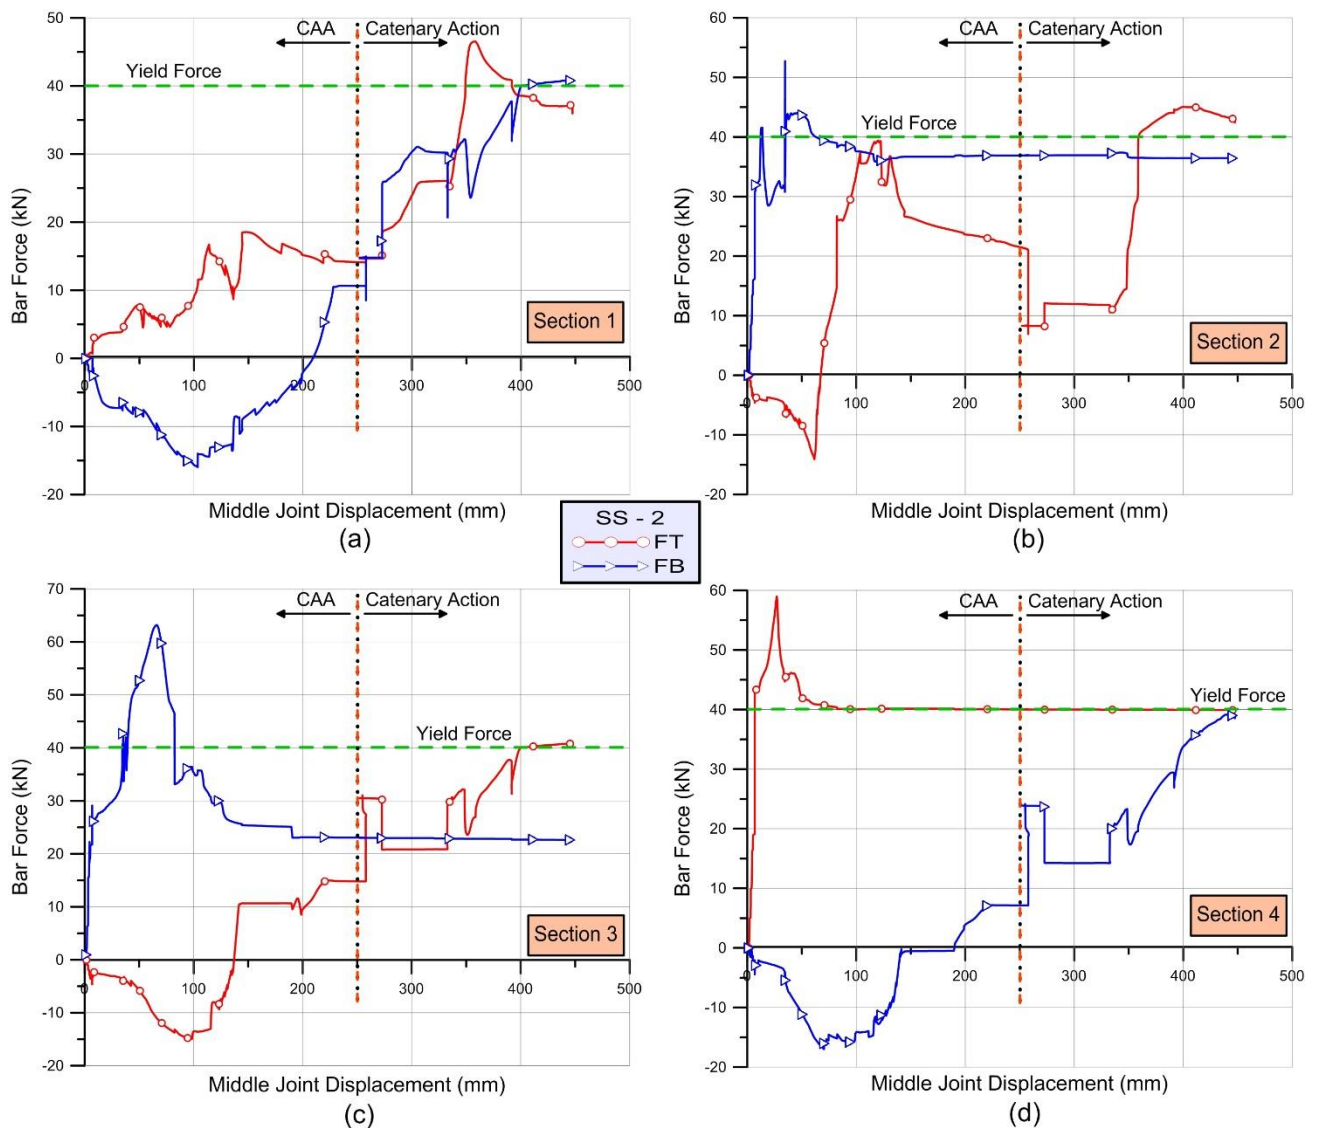 50
40
30
20
10
0
-10
-20
Bar Force (kN)
CAA
Catenary Action
Yield Force
Section 1
0
100
200
300
400
500
Middle Joint Displacement (mm)
(a)
60
50
40
30
20
10
0
-10
-20
Bar Force (kN)
CAA
Catenary Action
Yield Force
Section 2
0
100
200
300
400
500
Middle Joint Displacement (mm)
(b)
SS - 2
FT
FB
70
60
50
40
30
20
10
0
-10
-20
Bar Force (kN)
CAA
Catenary Action
Yield Force
Section 3
0
100
200
300
400
500
Middle Joint Displacement (mm)
(c)
60
50
40
30
20
10
0
-10
-20
Bar Force (kN)
CAA
Catenary Action
Yield Force
Section 4
0
100
200
300
400
500
Middle Joint Displacement (mm)
(d)